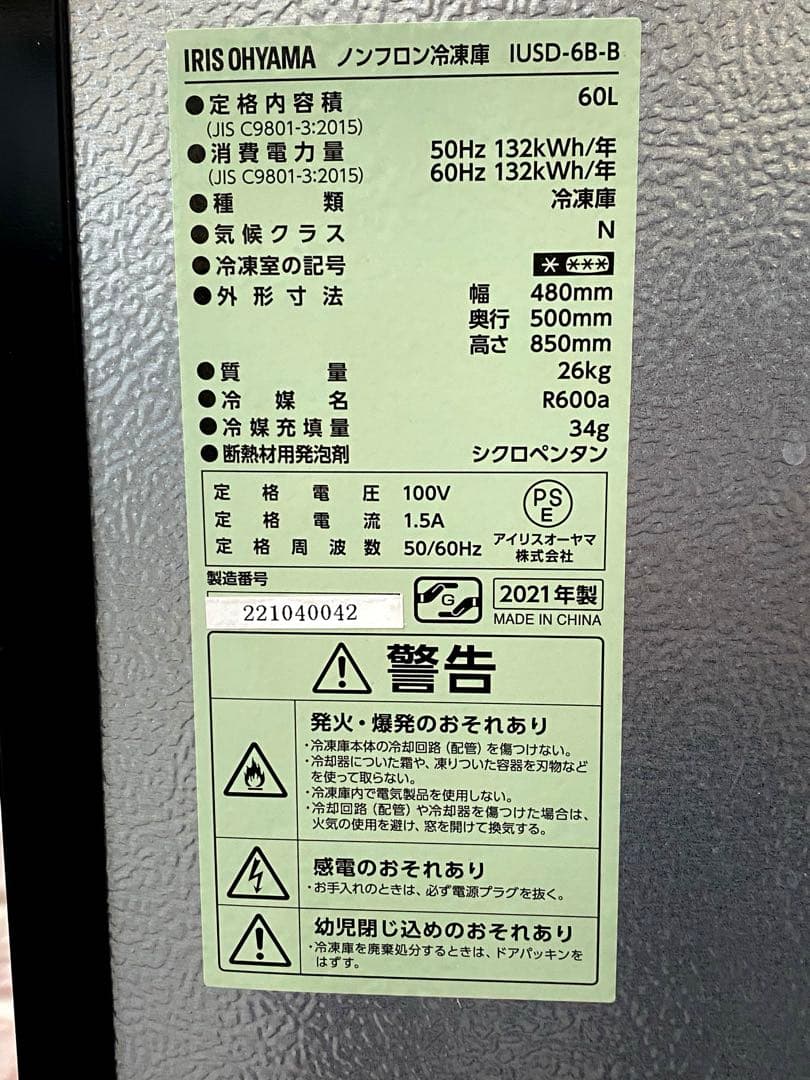 IRIS OHYAMA ノンフロン冷凍庫 IUSD-6B-B
●定格内容積 60L
(JIS C9801-3:2015)
●消費電力量 50Hz 132kWh/年
(JIS C9801-3:2015) 60Hz 132kWh/年
●種類 冷凍庫
●気候クラス N
●冷凍室の記号 * ***
●外形寸法 幅 480mm
奥行 500mm
高さ 850mm
●質量 26kg
●冷媒名 R600a
●冷媒充填量 34g
●断熱材用発泡剤 シクロペンタン
定格電圧 100V
定格電流 1.5A
定格周波数 50/60Hz
PSE
アイリスオーヤマ
株式会社
製造番号
221040042
G
2021年製
MADE IN CHINA
警告
発火・爆発のおそれあり
・冷凍庫本体の冷却回路(配管)を傷つけない。
・冷却器についた霜や、凍りついた容器を刃物など
を使って取らない。
・冷凍庫内で電気製品を使用しない。
・冷却回路(配管)や冷却器を傷つけた場合は、
火気の使用を避け、窓を開けて換気する。
感電のおそれあり
・お手入れのときは、必ず電源プラグを抜く。
幼児閉じ込めのおそれあり
・冷凍庫を廃棄処分するときは、ドアパッキンを
はずす。